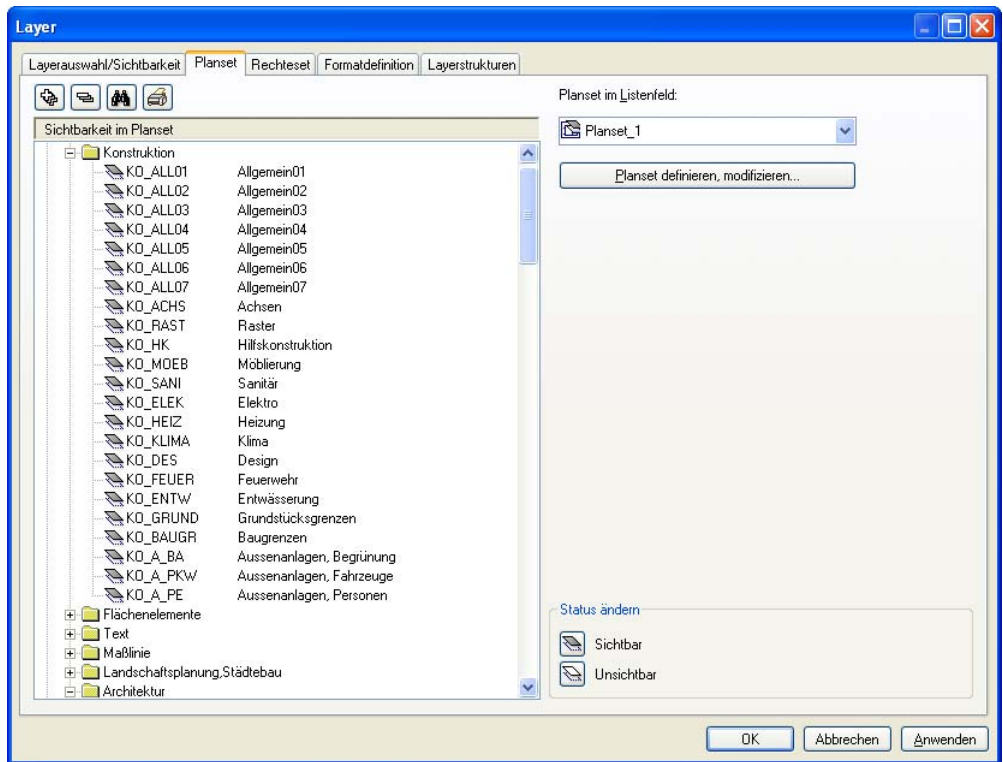 Layer
Layerauswahl/Sichtbarkeit Planset Rechteset Formatdefinition Layerstrukturen
Planset im Listenfeld:
Sichtbarkeit im Planset
Planset_1
Planset definieren, modifizieren...
Konstruktion
KO_ALL01 Allgemein01
KO_ALL02 Allgemein02
KO_ALL03 Allgemein03
KO_ALL04 Allgemein04
KO_ALL05 Allgemein05
KO_ALL06 Allgemein06
KO_ALL07 Allgemein07
KO_ACHS Achsen
KO_RAST Raster
KO_HK Hilfskonstruktion
KO_MOEB Möblierung
KO_SANI Sanitär
KO_ELEK Elektro
KO_HEIZ Heizung
KO_KLIMA Klima
KO_DES Design
KO_FEUER Feuerwehr
KO_ENTW Entwässerung
KO_GRUND Grundstücksgrenzen
KO_BAUGR Baugrenzen
KO_A_BA Aussenanlagen, Begrünung
KO_A_PKW Aussenanlagen, Fahrzeuge
KO_A_PE Aussenanlagen, Personen
Flächenelemente
Text
Maßlinie
Landschaftsplanung,Städtebau
Architektur
Status ändern
Sichtbar
Unsichtbar
OK Abbrechen Anwenden